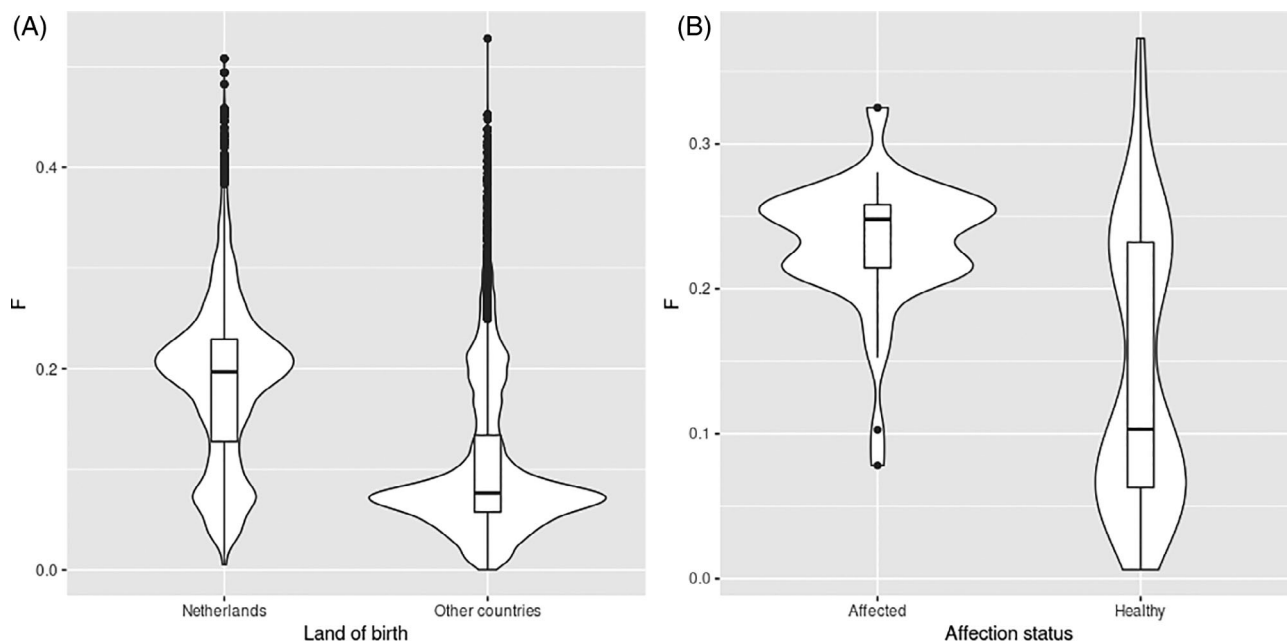 (A)
F
0.4
0.2
0.0
Netherlands Other countries
Land of birth
(B)
F
0.3
0.2
0.1
0.0
Affected Healthy
Affection status